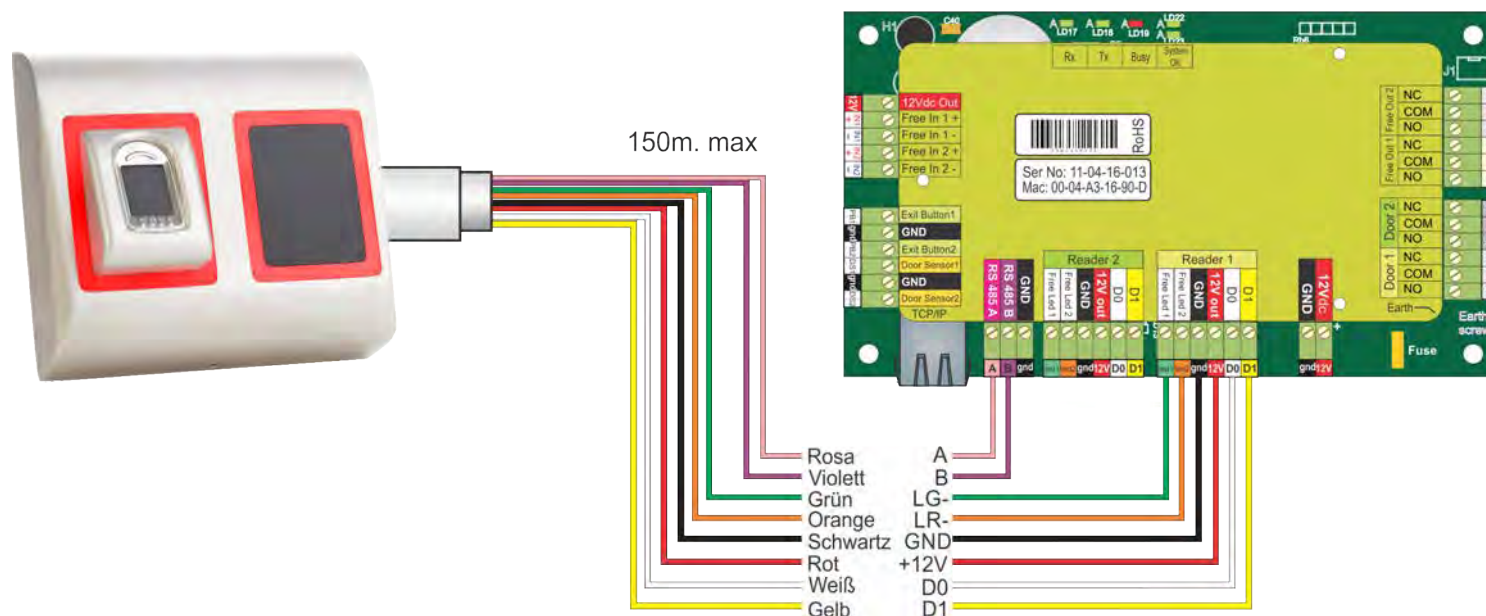 150m. max
H1
C40
A LD17
A LD18
A LD19
A LD22
A LD23
Rx Tx Busy System OK
J1
12Vdc Out
Free In 1 +
Free In 1 -
Free In 2 +
Free In 2 -
RoHS
Ser No: 11-04-16-013
Mac: 00-04-A3-16-90-D
Exit Button1
GND
Exit Button2
Door Sensor1
GND
Door Sensor2
TCP/IP
RS 485 A
RS 485 B
GND
Reader 2
Free Led 1
Free Led 2
GND
12V out
D0
D1
Reader 1
Free Led 1
Free Led 2
GND
12V out
D0
D1
GND
12Vdc
+
Free Out 2
NC
COM
NO
Free Out 1
NC
COM
NO
Door 2
NC
COM
NO
Door 1
NC
COM
NO
Earth
Earth
screw
Fuse
A B gnd
gnd 12V D0 D1
gnd 12V D0 D1
gnd 12V
Rosa A
Violett B
Grün LG-
Orange LR-
Schwartz GND
Rot +12V
Weiß D0
Gelb D1